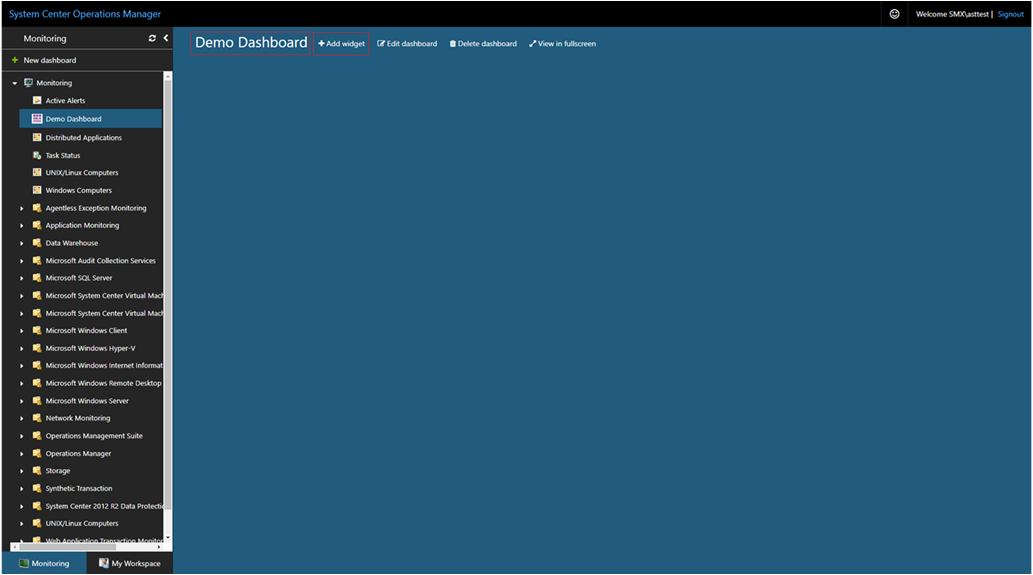 System Center Operations Manager
Welcome SMX\asttest | Signout
Monitoring
New dashboard
Demo Dashboard
Add widget
Edit dashboard
Delete dashboard
View in fullscreen
Monitoring
Active Alerts
Demo Dashboard
Distributed Applications
Task Status
UNIX/Linux Computers
Windows Computers
Agentless Exception Monitoring
Application Monitoring
Data Warehouse
Microsoft Audit Collection Services
Microsoft SQL Server
Microsoft System Center Virtual Mach
Microsoft System Center Virtual Mach
Microsoft Windows Client
Microsoft Windows Hyper-V
Microsoft Windows Internet Informat
Microsoft Windows Remote Desktop
Microsoft Windows Server
Network Monitoring
Operations Management Suite
Operations Manager
Storage
Synthetic Transaction
System Center 2012 R2 Data Protectio
UNIX/Linux Computers
Web Application Transaction Monitor
Monitoring
My Workspace